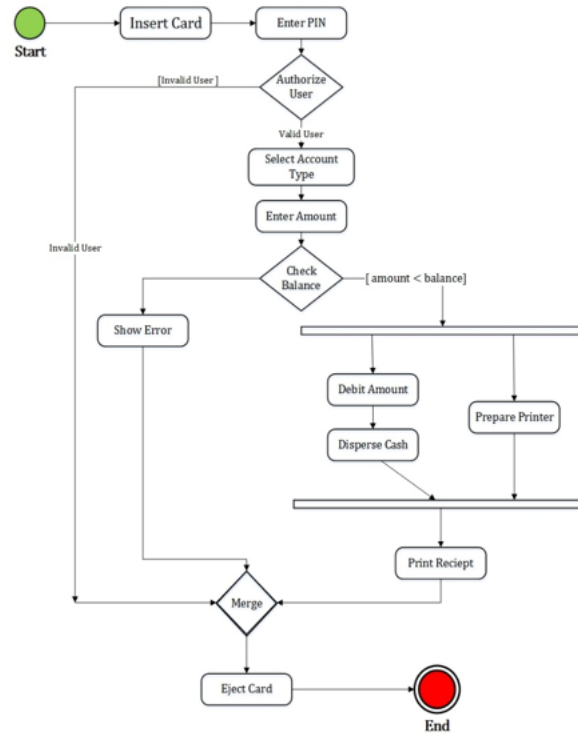 Insert Card
Enter PIN
Start
Authorize
User
[Invalid User ]
Valid User
Select Account
Type
Enter Amount
Invalid User
Check
Balance
[ amount < balance]
Show Error
Debit Amount
Prepare Printer
Disperse Cash
Print Reciept
Merge
Eject Card
End